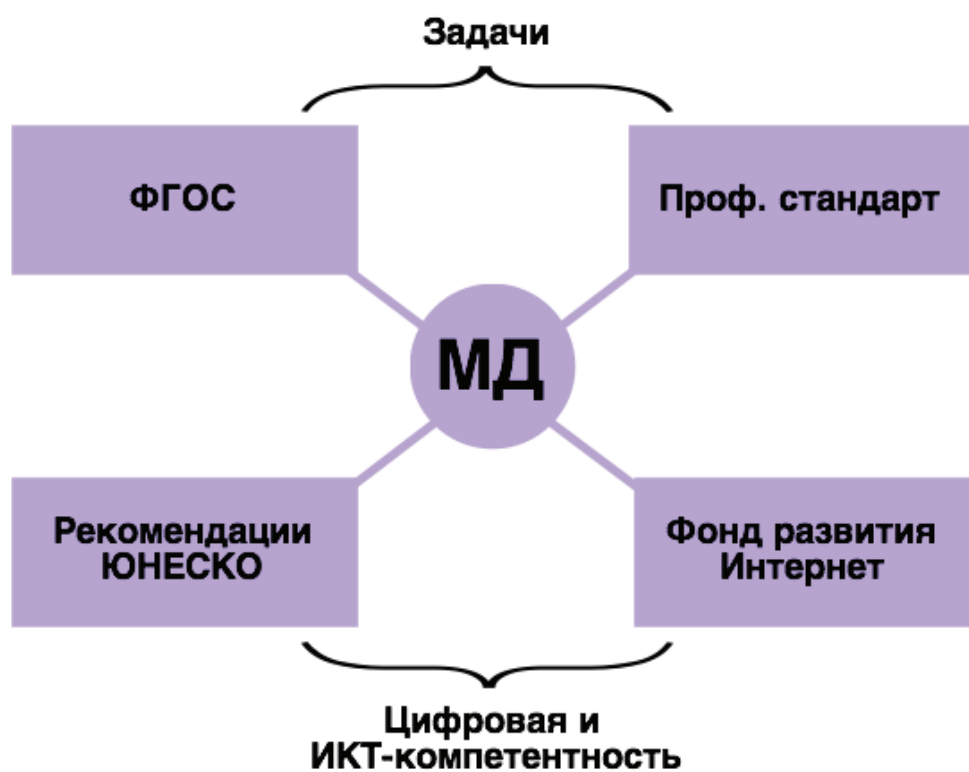 Задачи
ФГОС
Проф. стандарт
МД
Рекомендации
ЮНЕСКО
Фонд развития
Интернет
Цифровая и
ИКТ-компетентность